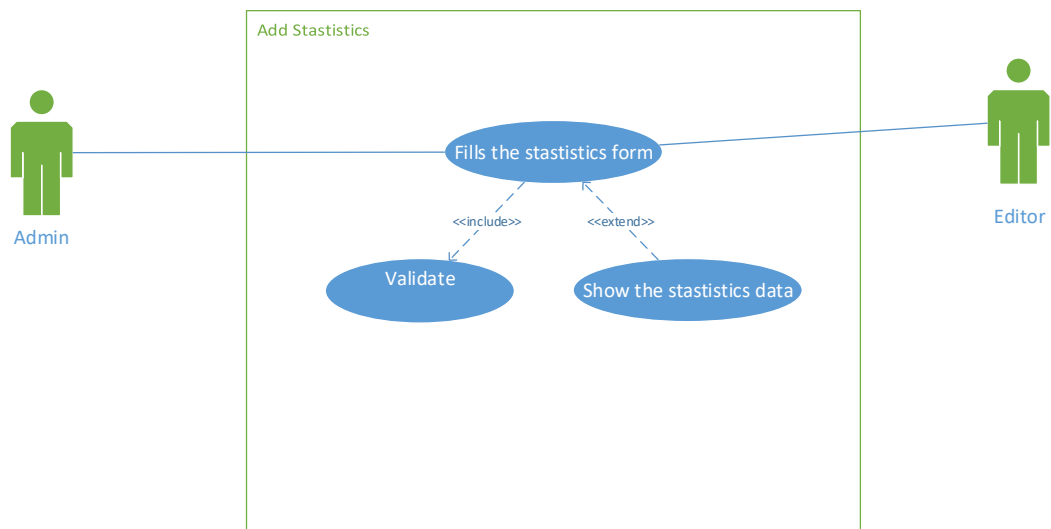 Add Stastistics
Fills the stastistics form
Admin
Editor
<<include>>
<<extend>>
Validate
Show the stastistics data